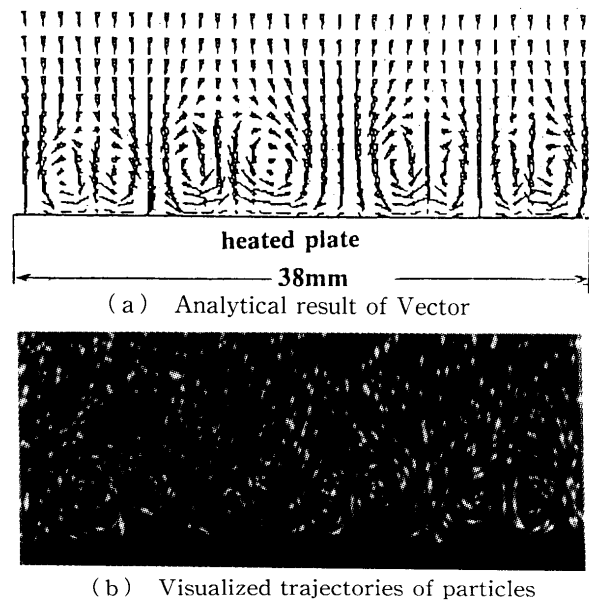 heated plate
38mm
(a) Analytical result of Vector
(b) Visualized trajectories of particles